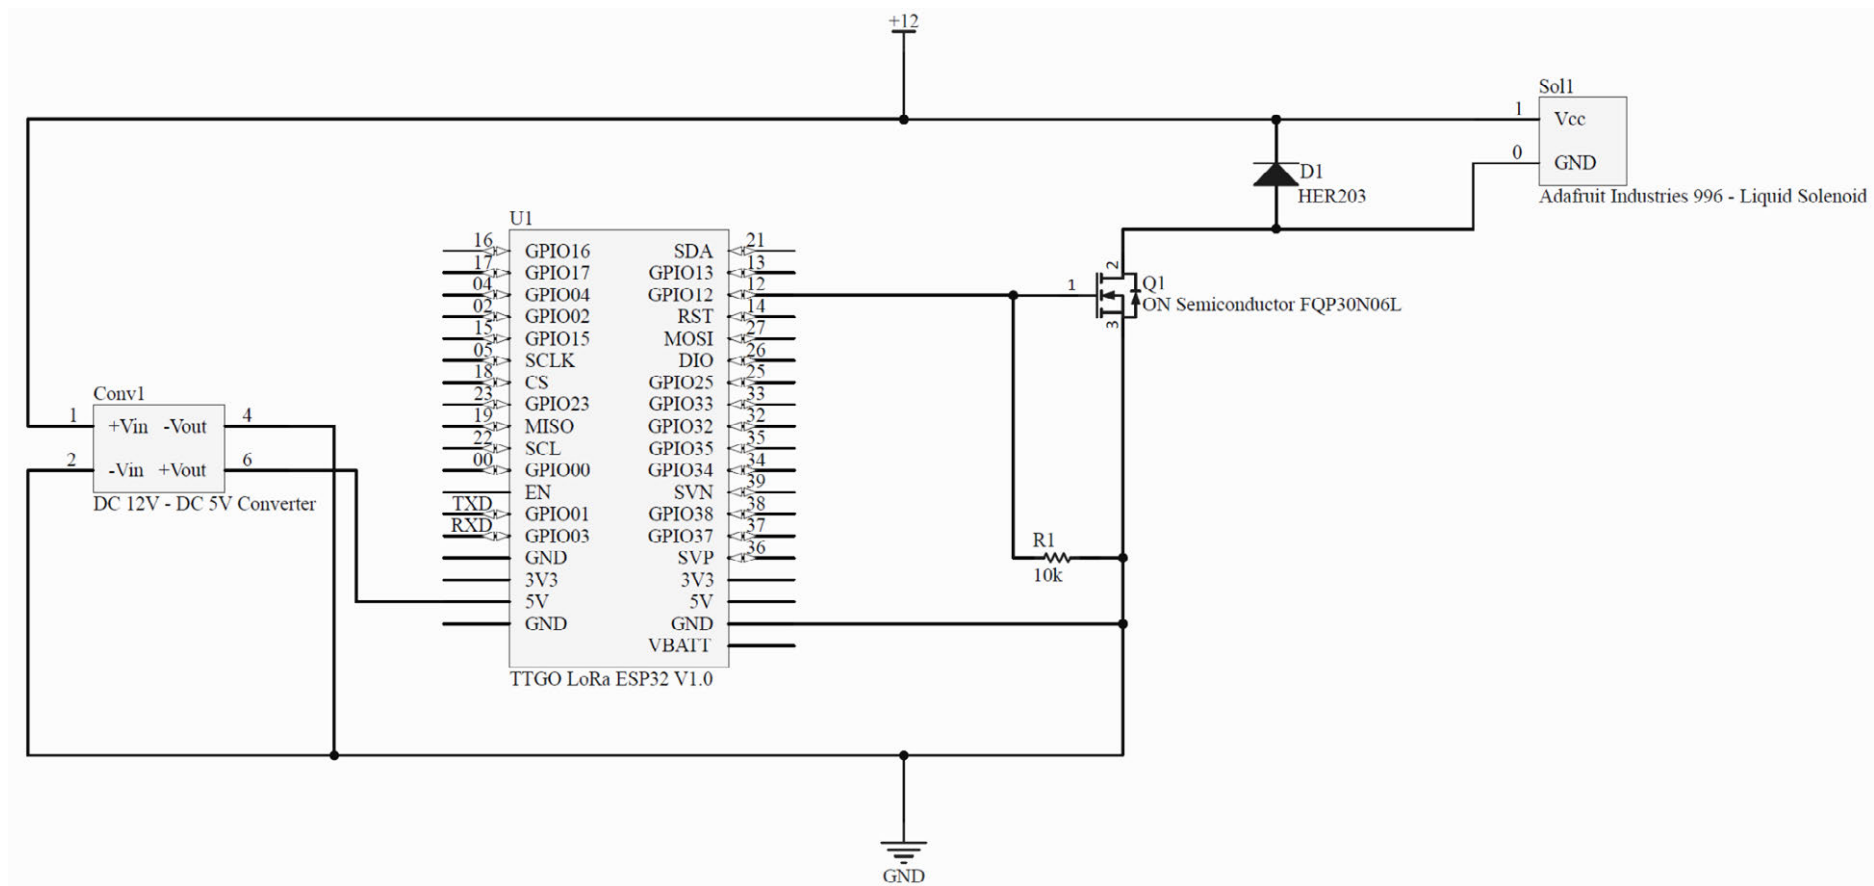 +12
Sol1
1 Vcc
0 GND
Adafruit Industries 996 - Liquid Solenoid
D1
HER203
U1
16 GPIO16 SDA 21
17 GPIO17 GPIO13 13
04 GPIO04 GPIO12 12
02 GPIO02 RST 14
15 GPIO15 MOSI 27
05 SCLK DIO 26
18 CS GPIO25 25
23 GPIO23 GPIO33 33
19 MISO GPIO32 32
22 SCL GPIO35 35
00 GPIO00 GPIO34 34
EN SVN 39
TXD GPIO01 GPIO38 38
RXD GPIO03 GPIO37 37
GND SVP 36
3V3 3V3
5V 5V
GND GND
VBATT
TTGO LoRa ESP32 V1.0
2
1 Q1
ON Semiconductor FQP30N06L
3
Conv1
1 +Vin -Vout 4
2 -Vin +Vout 6
DC 12V - DC 5V Converter
R1
10k
GND